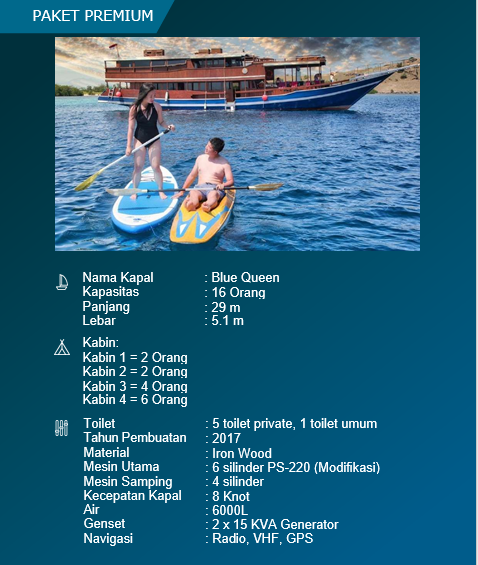 PAKET PREMIUM
Nama Kapal : Blue Queen
Kapasitas : 16 Orang
Panjang : 29 m
Lebar : 5.1 m
Kabin:
Kabin 1 = 2 Orang
Kabin 2 = 2 Orang
Kabin 3 = 4 Orang
Kabin 4 = 6 Orang
Toilet : 5 toilet private, 1 toilet umum
Tahun Pembuatan : 2017
Material : Iron Wood
Mesin Utama : 6 silinder PS-220 (Modifikasi)
Mesin Samping : 4 silinder
Kecepatan Kapal : 8 Knot
Air : 6000L
Genset : 2 x 15 KVA Generator
Navigasi : Radio, VHF, GPS